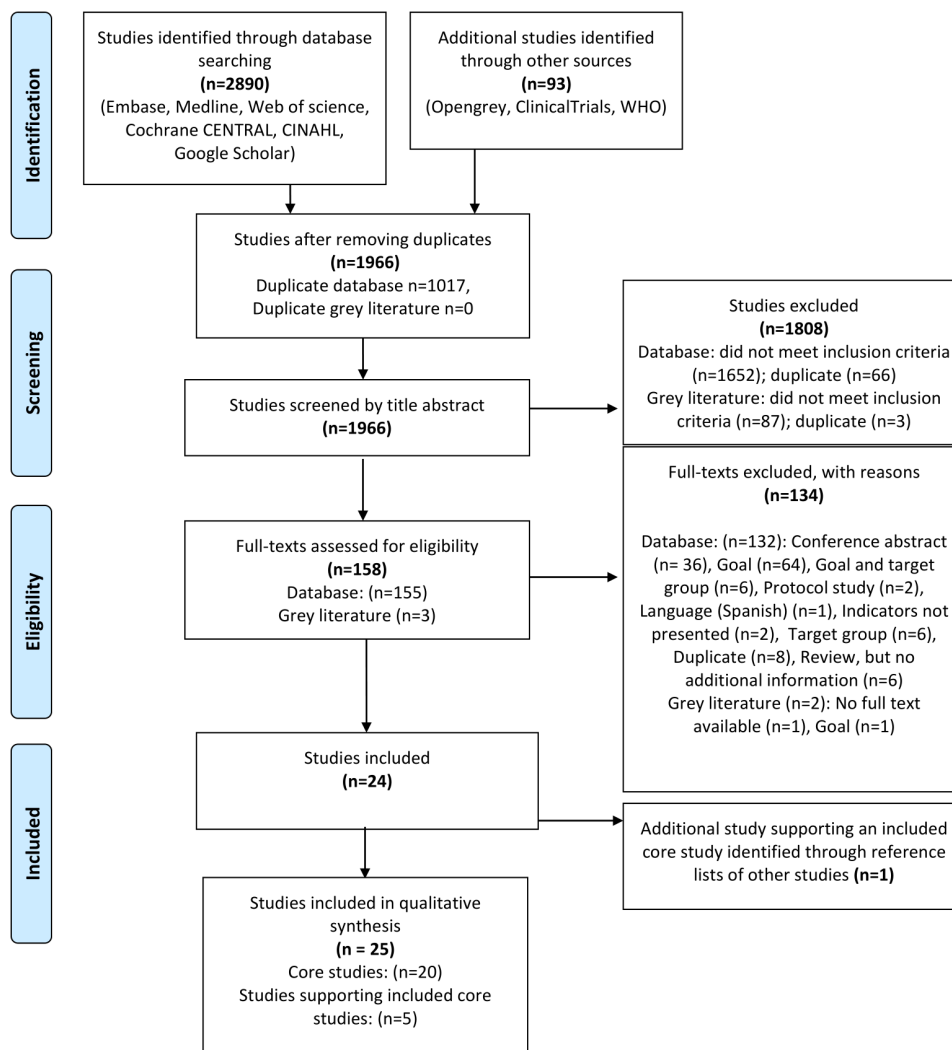 Identification
Studies identified through database
searching
(n=2890)
(Embase, Medline, Web of science,
Cochrane CENTRAL, CINAHL,
Google Scholar)
Additional studies identified
through other sources
(n=93)
(Opengrey, ClinicalTrials, WHO)
Studies after removing duplicates
(n=1966)
Duplicate database n=1017,
Duplicate grey literature n=0
Screening
Studies screened by title abstract
(n=1966)
Studies excluded
(n=1808)
Database: did not meet inclusion criteria
(n=1652); duplicate (n=66)
Grey literature: did not meet inclusion
criteria (n=87); duplicate (n=3)
Eligibility
Full-texts assessed for eligibility
(n=158)
Database: (n=155)
Grey literature (n=3)
Full-texts excluded, with reasons
(n=134)
Database: (n=132): Conference abstract
(n= 36), Goal (n=64), Goal and target
group (n=6), Protocol study (n=2),
Language (Spanish) (n=1), Indicators not
presented (n=2), Target group (n=6),
Duplicate (n=8), Review, but no
additional information (n=6)
Grey literature (n=2): No full text
available (n=1), Goal (n=1)
Included
Studies included
(n=24)
Additional study supporting an included
core study identified through reference
lists of other studies (n=1)
Studies included in qualitative
synthesis
(n = 25)
Core studies: (n=20)
Studies supporting included core
studies: (n=5)